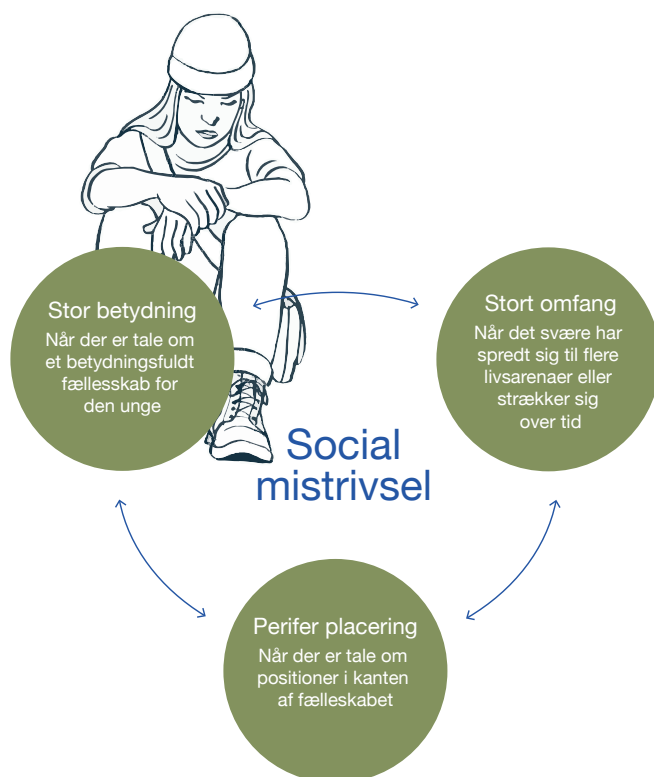 Stor betydning
Når der er tale om
et betydningsfuldt
fællesskab for
den unge
Stort omfang
Når det svære har
spredt sig til flere
livsarenaer eller
strækker sig
over tid
Social
mistrivsel
Perifer placering
Når der er tale om
positioner i kanten
af fælleskabet